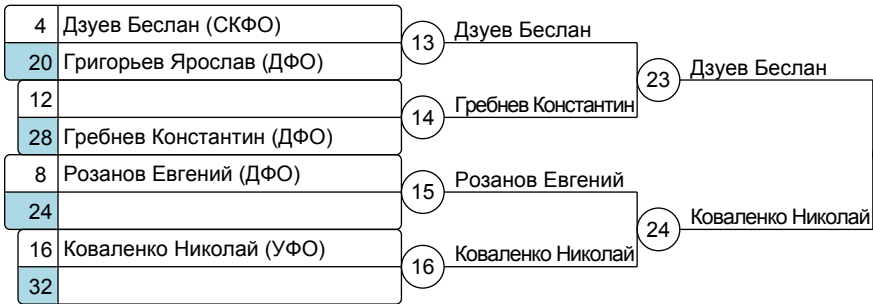 4 Дзуев Беслан (СКФО)
20 Григорьев Ярослав (ДФО)
12
28 Гребнев Константин (ДФО)
8 Розанов Евгений (ДФО)
24
16 Коваленко Николай (УФО)
32
13 Дзуев Беслан
14 Гребнев Константин
15 Розанов Евгений
16 Коваленко Николай
23 Дзуев Беслан
24 Коваленко Николай